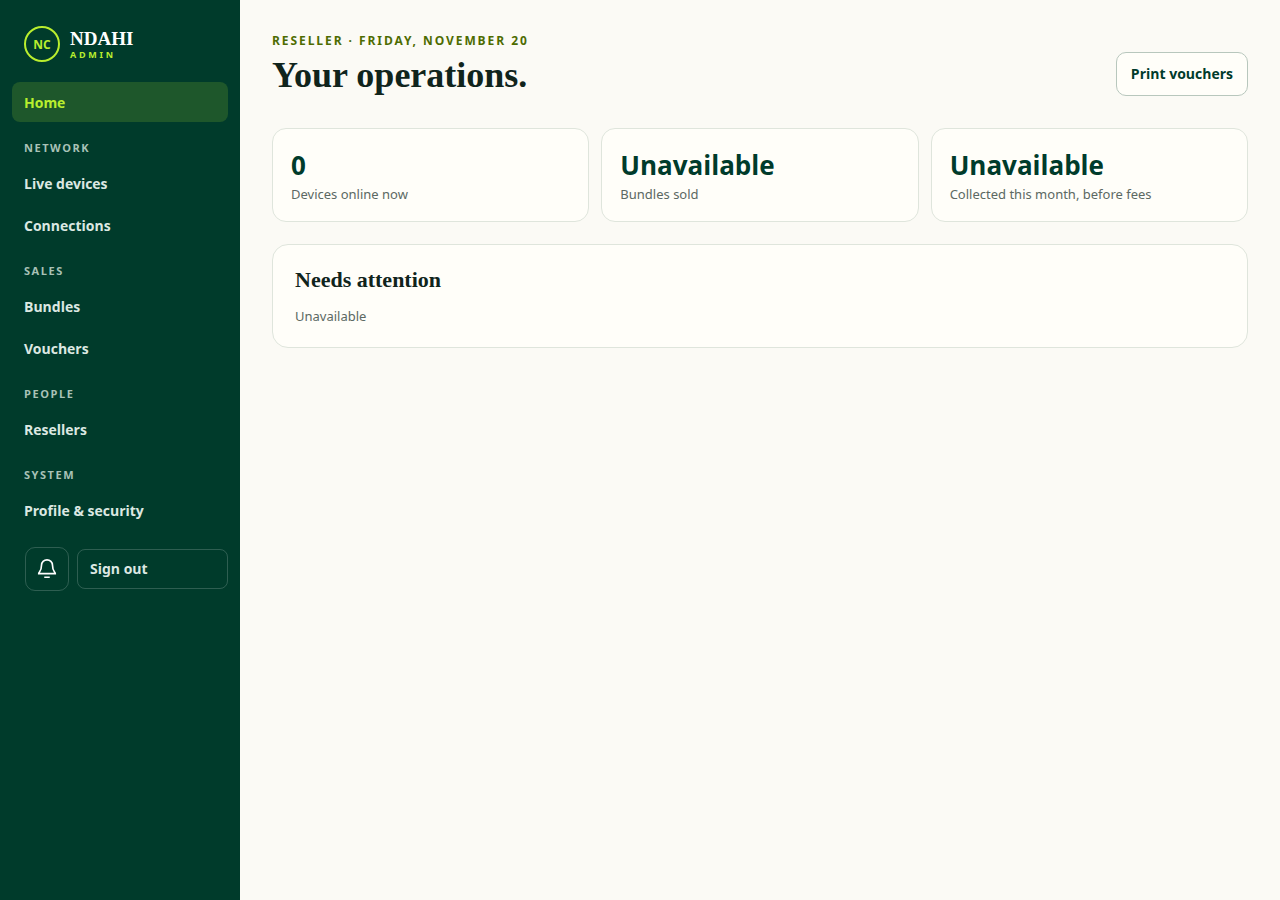 NC
NDAHI
ADMIN
Home
NETWORK
Live devices
Connections
SALES
Bundles
Vouchers
PEOPLE
Resellers
SYSTEM
Profile & security
Sign out
RESELLER · FRIDAY, NOVEMBER 20
Your operations.
Print vouchers
0
Devices online now
Unavailable
Bundles sold
Unavailable
Collected this month, before fees
Needs attention
Unavailable